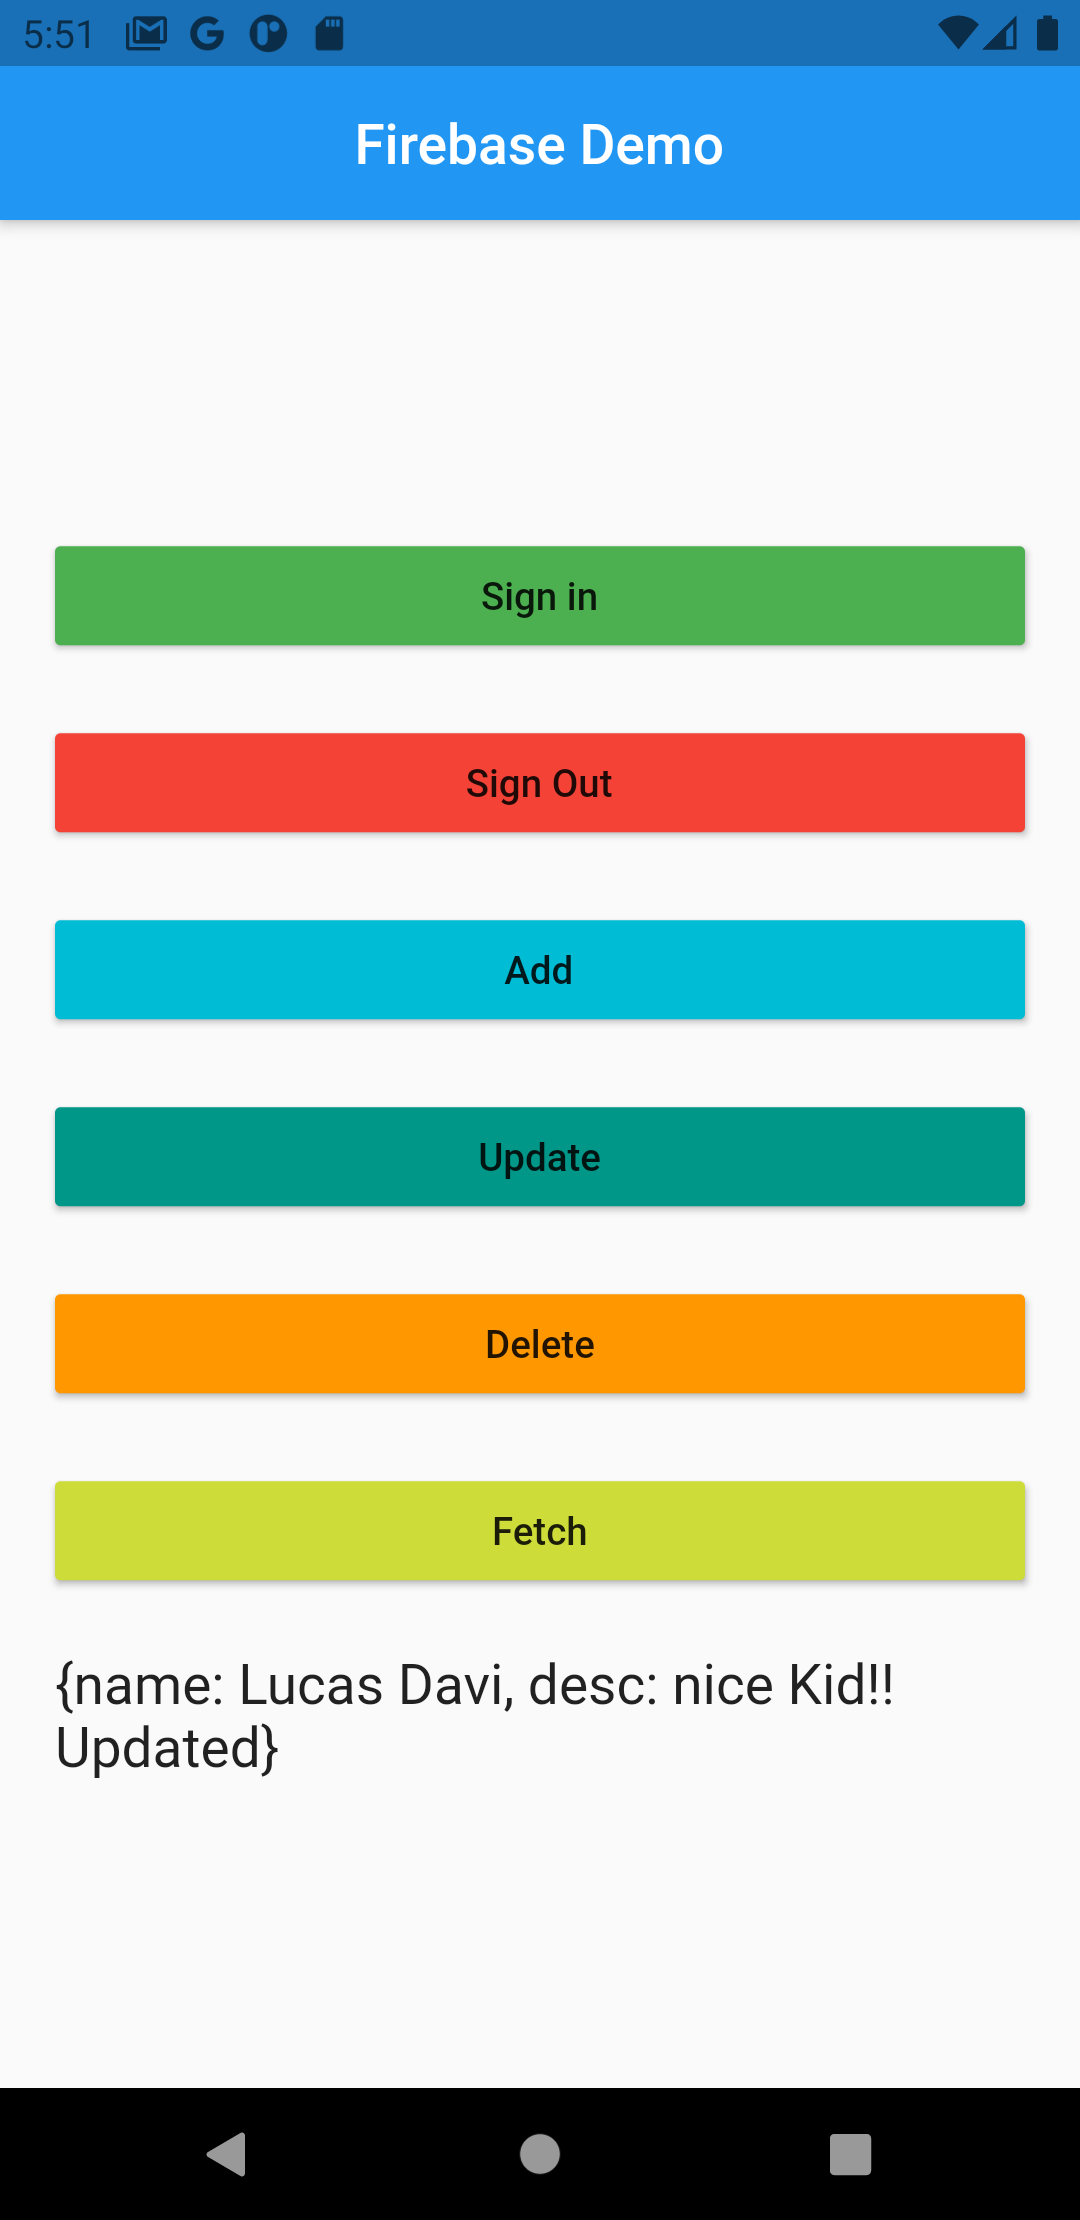 5:51
Firebase Demo
Sign in
Sign Out
Add
Update
Delete
Fetch
{name: Lucas Davi, desc: nice Kid!!
Updated}